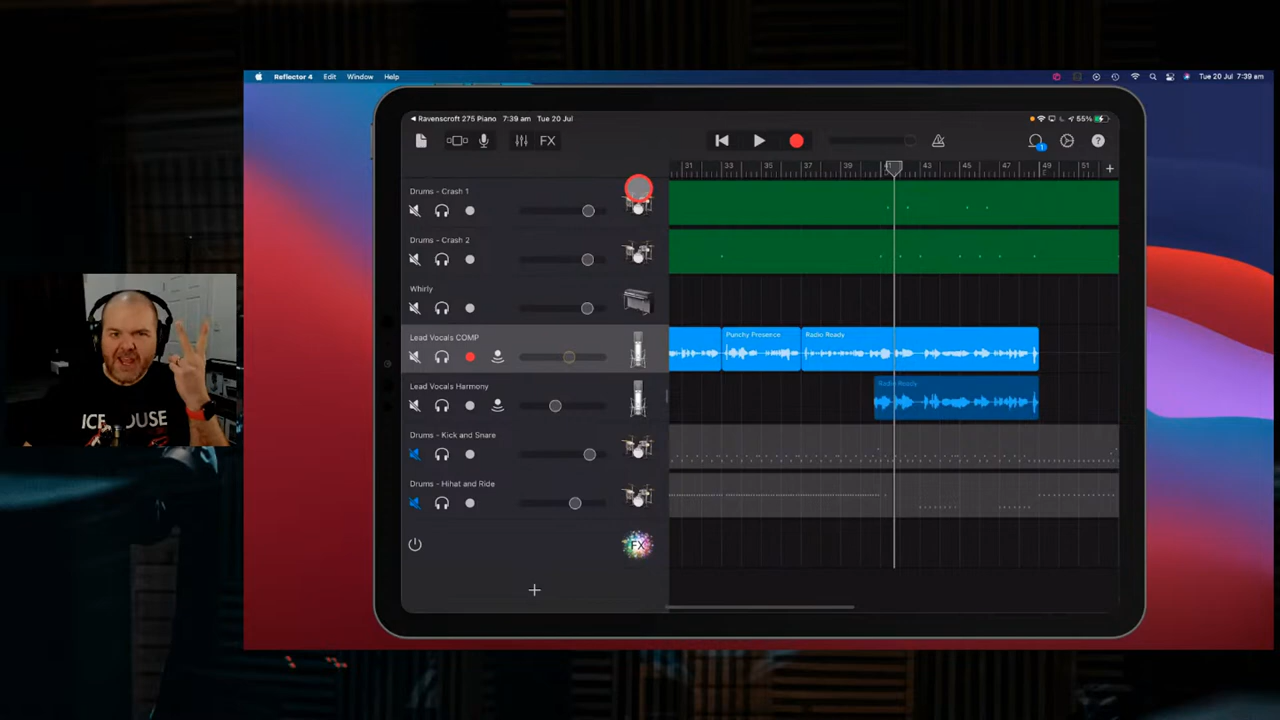 Reflector 4 Edit Window Help Tue 20 Jul 7:39 am
Ravenscroft 275 Piano 7:39 am Tue 20 Jul 55%
FX
31 33 35 37 39 41 43 45 47 49 51
Drums - Crash 1
Drums - Crash 2
Whirly
Lead Vocals COMP
Punchy Presence Radio Ready
Lead Vocals Harmony
Radio Ready
Drums - Kick and Snare
Drums - Hihat and Ride
FX
ICEHOUSE